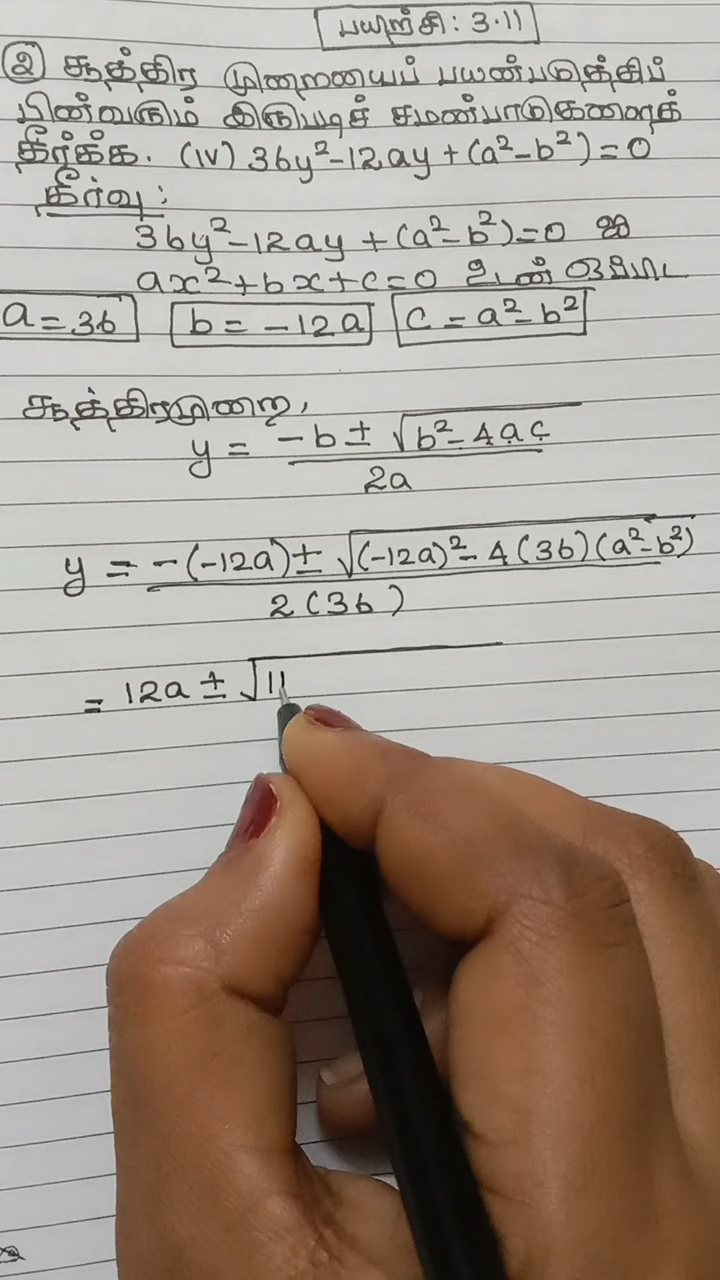 பயிற்சி : 3.11
② சூத்திர முறையைப் பயன்படுத்திப்
பின்வரும் இருபடிச் சமன்பாடுகளைத்
தீர்க்க. (iv) 36y² - 12ay + (a² - b²) = 0
தீர்வு :
36y² - 12ay + (a² - b²) = 0 ஐ
ax² + bx + c = 0 உடன் ஒப்பிட
a = 36 b = -12a c = a² - b²
சூத்திரமுறை,
y = -b ± √b² - 4ac
2a
y = -(-12a) ± √(-12a)² - 4(36)(a² - b²)
2(36)
= 12a ± √11